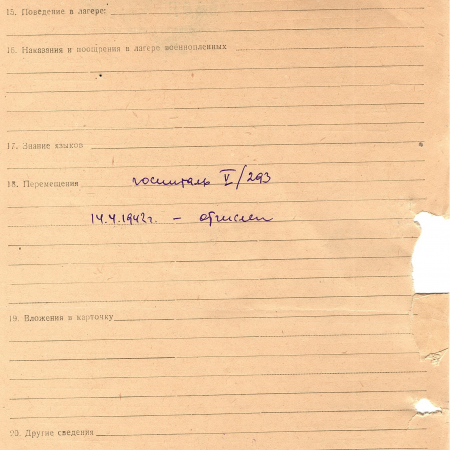 15. Поведение в лагере:
16. Наказания и поощрения в лагере военнопленных
17. Знание языков
18. Перемещения госпиталь V/293
14.4.1942г. – отчислен
19. Вложения в карточку
20. Другие сведения